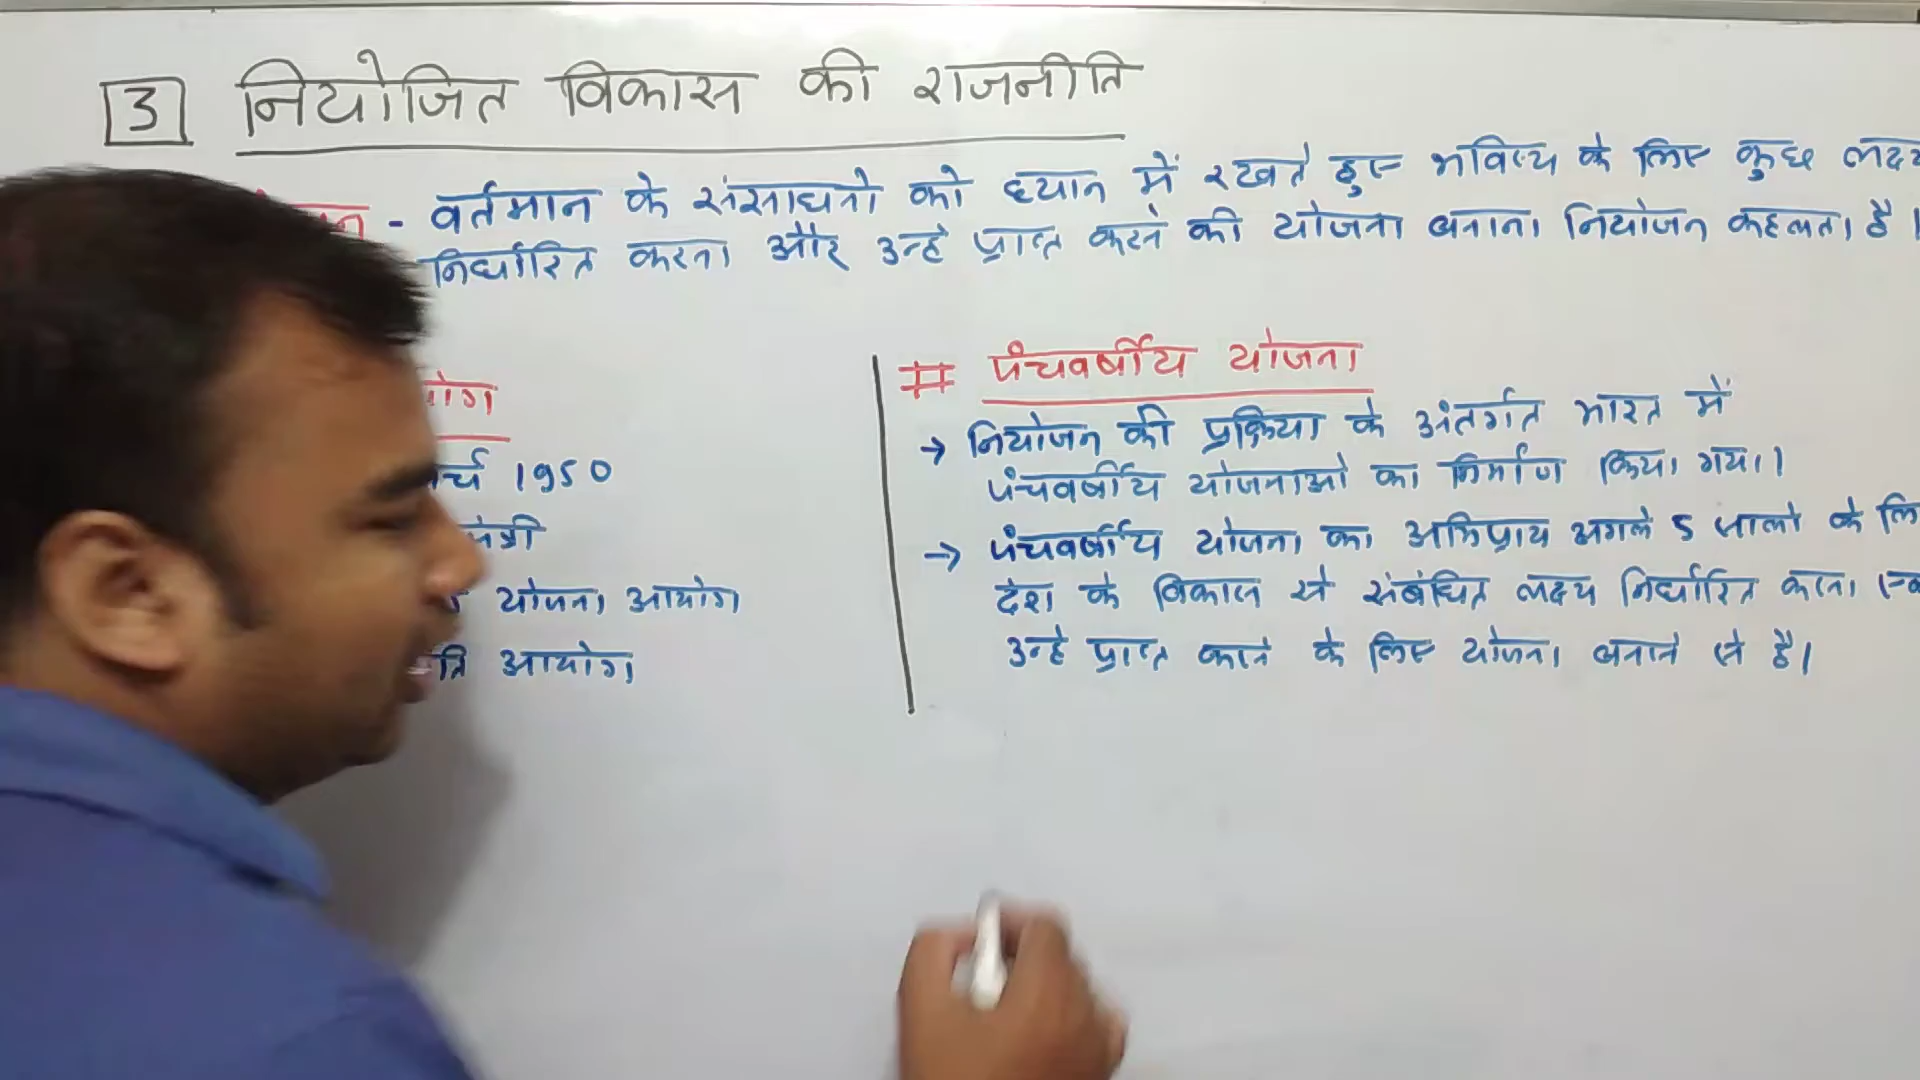 3 नियोजित विकास की राजनीति
- वर्तमान के संसाधनो को ध्यान में रखते हुए भविष्य के लिए कुछ लक्ष्य
निर्धारित करना और उन्हे प्राप्त करने की योजना बनाना नियोजन कहलाता है।
1950
योजना आयोग
आयोग
# पंचवर्षीय योजना
→ नियोजन की प्रक्रिया के अंतर्गत भारत में
पंचवर्षीय योजनाओ का निर्माण किया गया।
→ पंचवर्षीय योजना का अभिप्राय अगले 5 सालो के
देश के विकास से संबंधित लक्ष्य निर्धारित करना
उन्हे प्राप्त करने के लिए योजना बनाने से है।